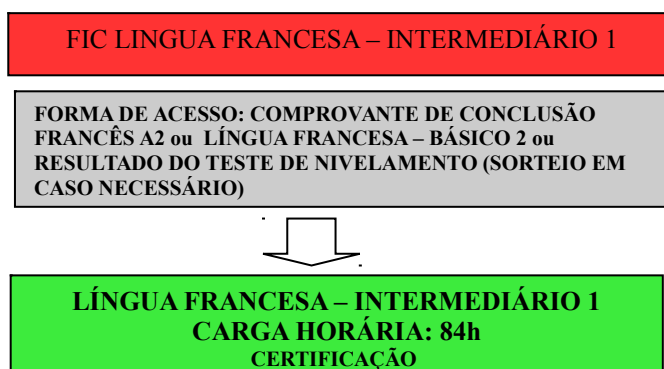 FIC LINGUA FRANCESA – INTERMEDIÁRIO 1
FORMA DE ACESSO: COMPROVANTE DE CONCLUSÃO
FRANCÊS A2 ou LÍNGUA FRANCESA – BÁSICO 2 ou
RESULTADO DO TESTE DE NIVELAMENTO (SORTEIO EM
CASO NECESSÁRIO)
LÍNGUA FRANCESA – INTERMEDIÁRIO 1
CARGA HORÁRIA: 84h
CERTIFICAÇÃO